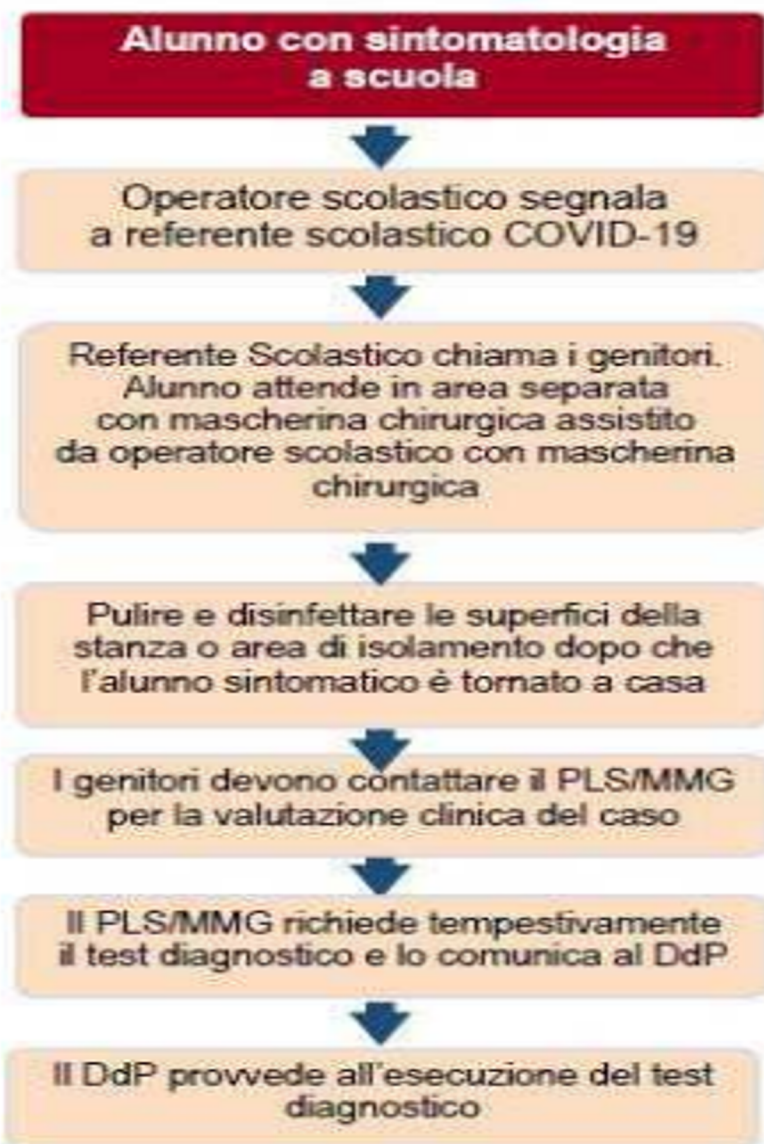 Alunno con sintomatologia
a scuola
Operatore scolastico segnala
a referente scolastico COVID-19
Referente Scolastico chiama i genitori.
Alunno attende in area separata
con mascherina chirurgica assistito
da operatore scolastico con mascherina
chirurgica
Pulire e disinfettare le superfici della
stanza o area di isolamento dopo che
l'alunno sintomatico è tornato a casa
I genitori devono contattare il PLS/MMG
per la valutazione clinica del caso
Il PLS/MMG richiede tempestivamente
il test diagnostico e lo comunica al DdP
Il DdP provvede all'esecuzione del test
diagnostico